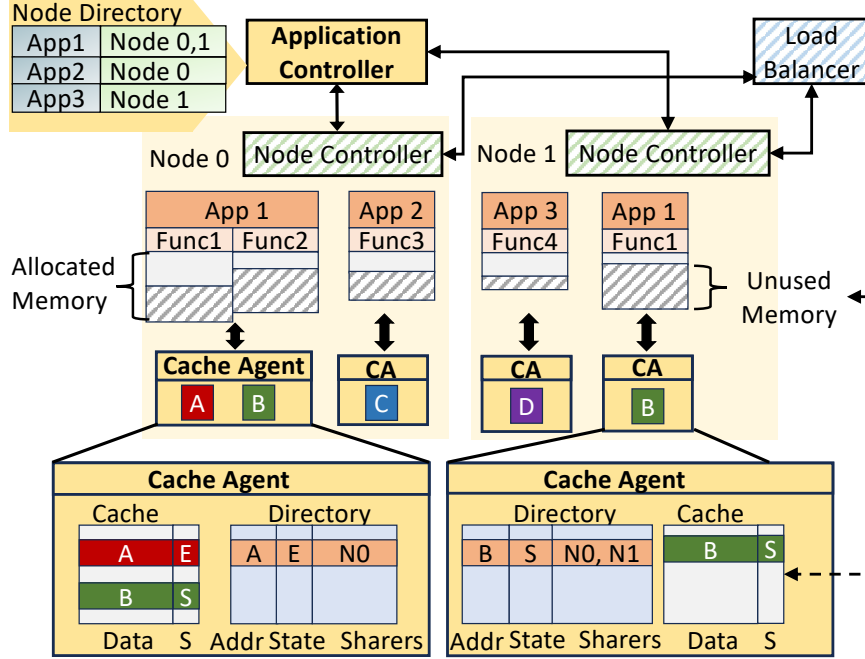 Node Directory
App1 Node 0,1
App2 Node 0
App3 Node 1
Application
Controller
Load
Balancer
Node 0
Node Controller
Node 1
Node Controller
App 1
Func1 Func2
App 2
Func3
App 3
Func4
App 1
Func1
Allocated
Memory
Unused
Memory
Cache Agent
A B
CA
C
CA
D
CA
B
Cache Agent
Cache Directory
A E A E N0
B S
Data S Addr State Sharers
Cache Agent
Directory Cache
B S N0, N1 B S
Addr State Sharers Data S